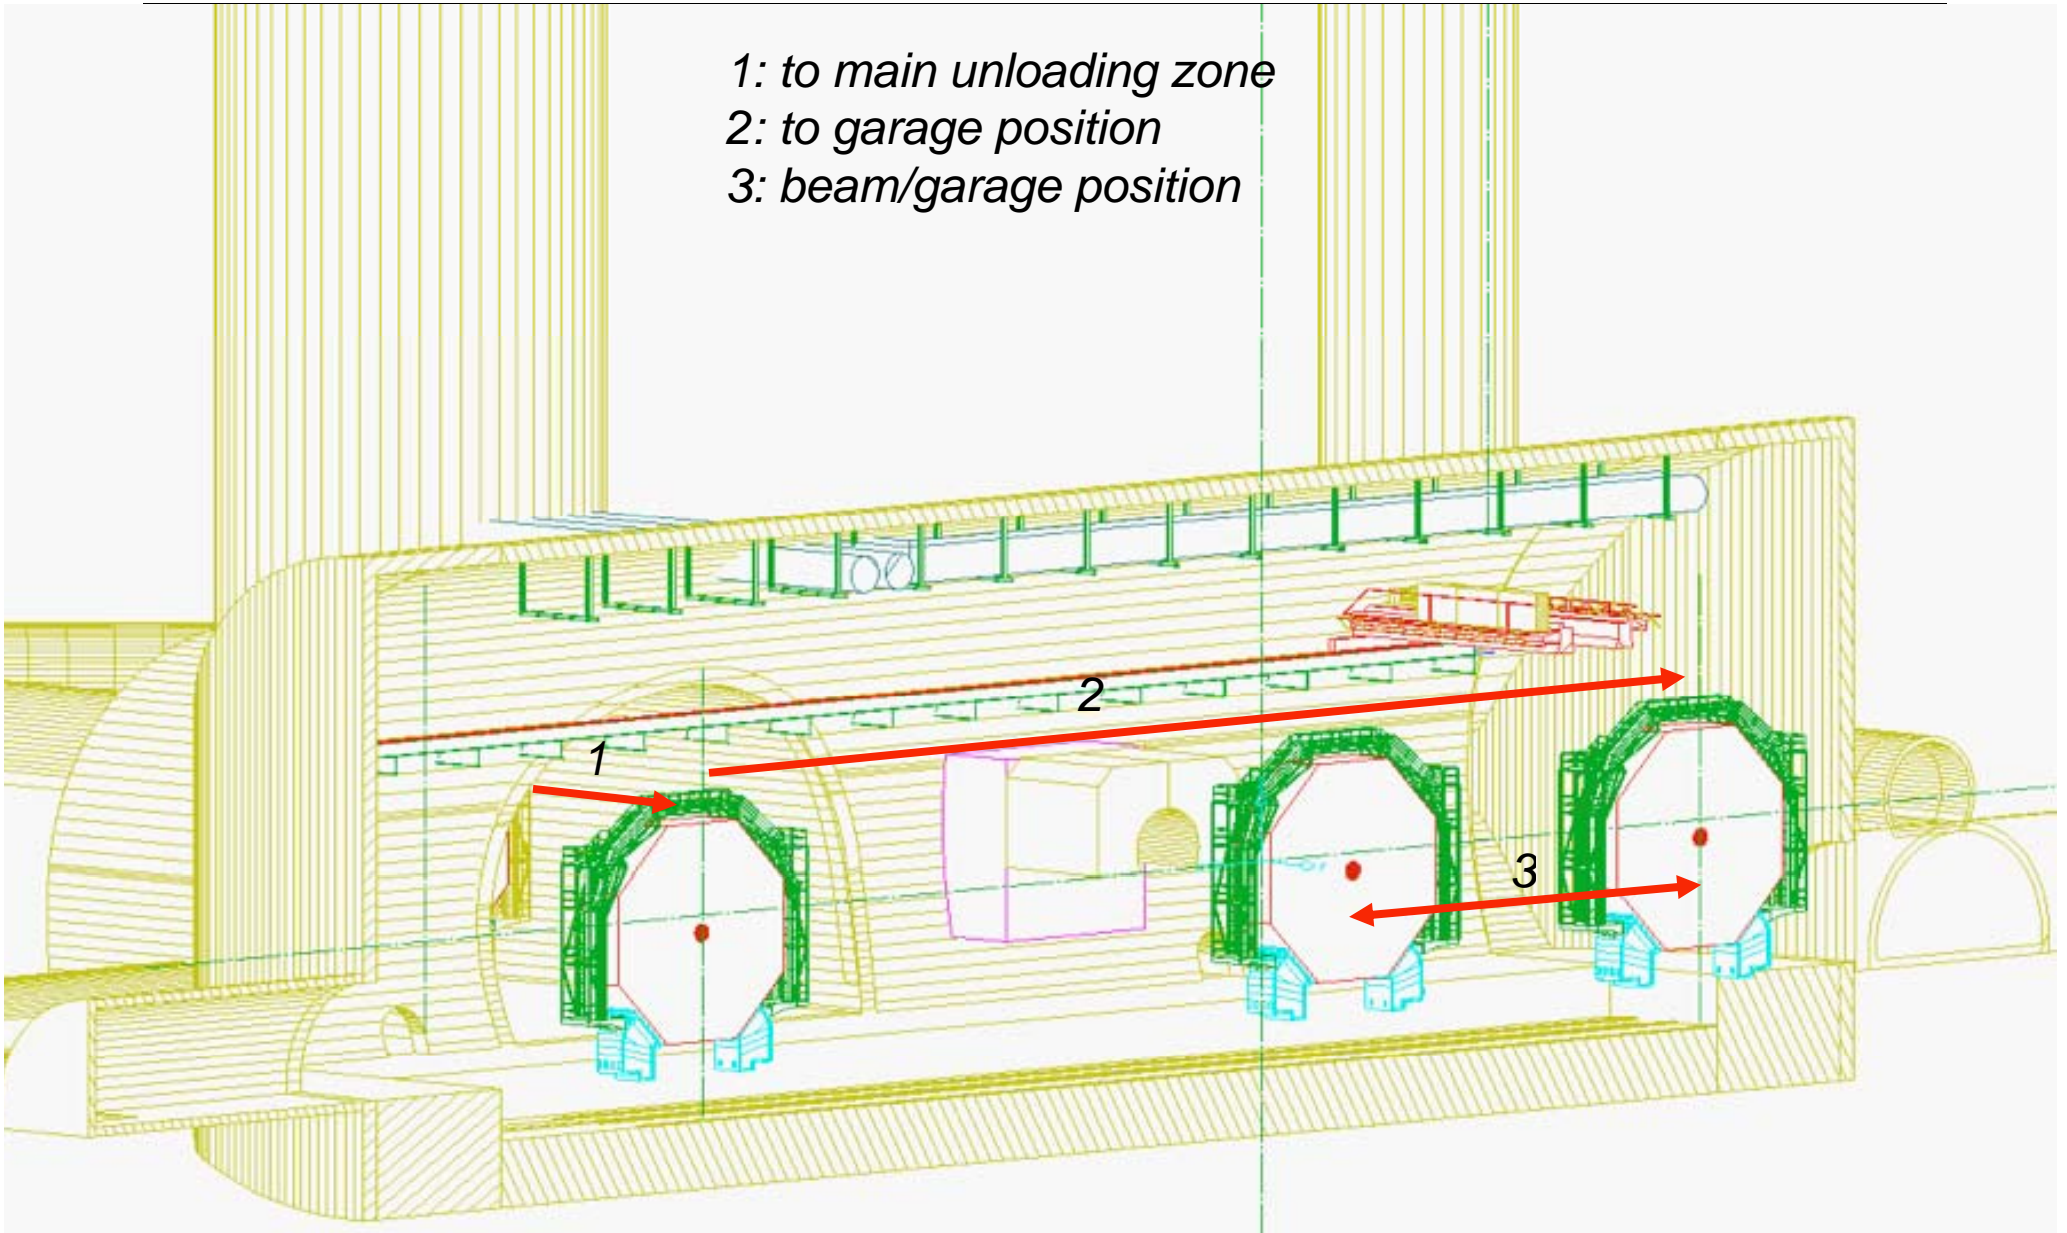 1: to main unloading zone
2: to garage position
3: beam/garage position
2
1
3